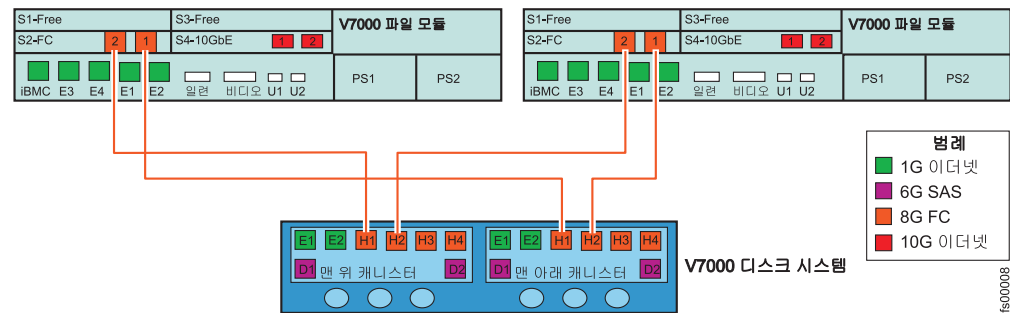 S1-Free S3-Free V7000 파일 모듈
S2-FC 2 1 S4-10GbE 1 2
iBMC E3 E4 E1 E2 일련 비디오 U1 U2 PS1 PS2
S1-Free S3-Free V7000 파일 모듈
S2-FC 2 1 S4-10GbE 1 2
iBMC E3 E4 E1 E2 일련 비디오 U1 U2 PS1 PS2
범례
1G 이더넷
6G SAS
8G FC
10G 이더넷
E1 E2 H1 H2 H3 H4 E1 E2 H1 H2 H3 H4
D1 맨 위 캐니스터 D2 D1 맨 아래 캐니스터 D2
V7000 디스크 시스템
fs00008